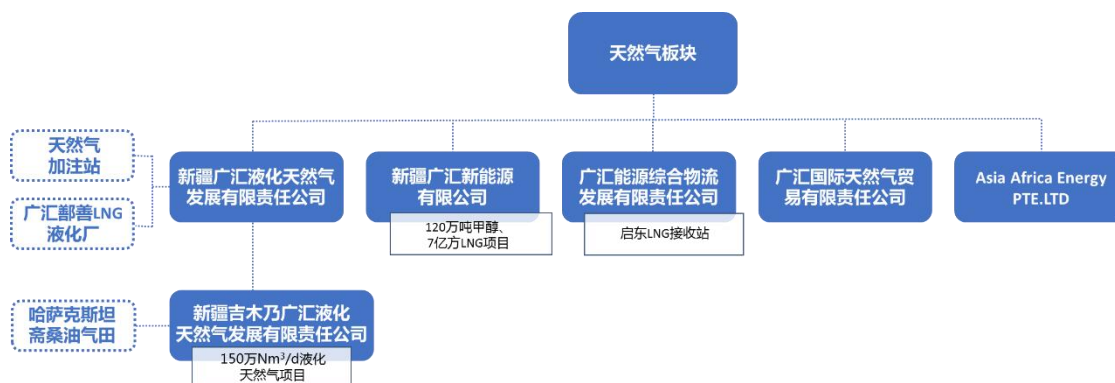 天然气板块
天然气
加注站
广汇鄯善LNG
液化厂
新疆广汇液化天然气
发展有限责任公司
新疆广汇新能源
有限公司
120万吨甲醇、
7亿方LNG项目
广汇能源综合物流
发展有限责任公司
启东LNG接收站
广汇国际天然气贸
易有限责任公司
Asia Africa Energy
PTE.LTD
哈萨克斯坦
斋桑油气田
新疆吉木乃广汇液化
天然气发展有限责任公司
150万Nm³/d液化
天然气项目